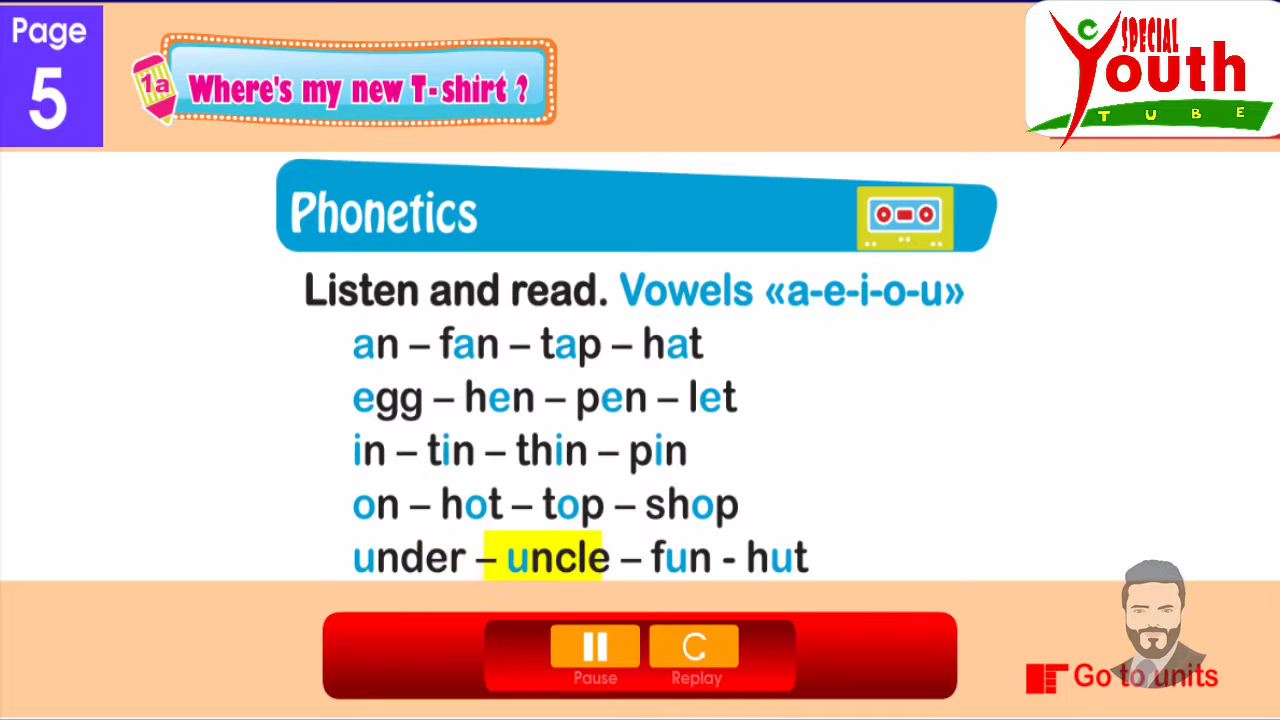 Page
5
1a Where's my new T-shirt ?
SPECIAL
Youth
TUBE
Phonetics
Listen and read. Vowels «a-e-i-o-u»
an – fan – tap – hat
egg – hen – pen – let
in – tin – thin – pin
on – hot – top – shop
under – uncle – fun - hut
Pause
Replay
Go to units